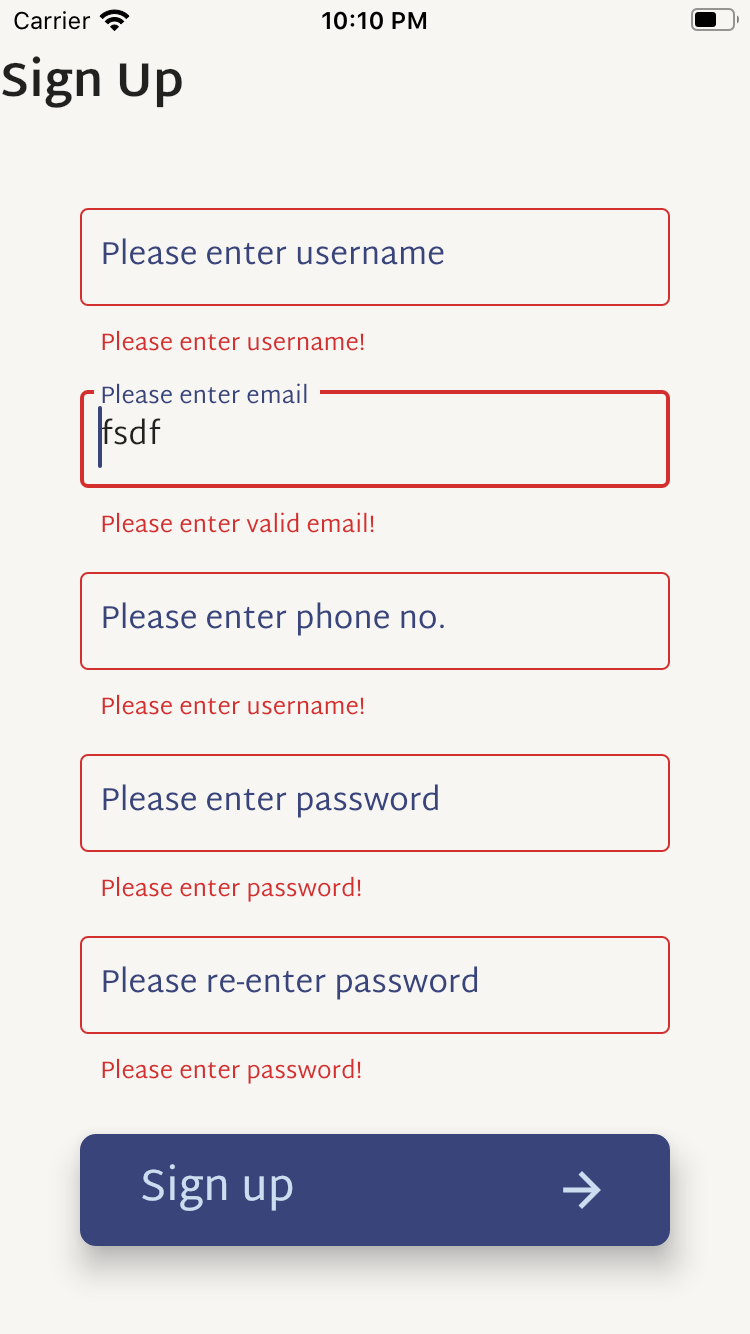 Carrier 10:10 PM
Sign Up
Please enter username
Please enter username!
Please enter email
fsdf
Please enter valid email!
Please enter phone no.
Please enter username!
Please enter password
Please enter password!
Please re-enter password
Please enter password!
Sign up